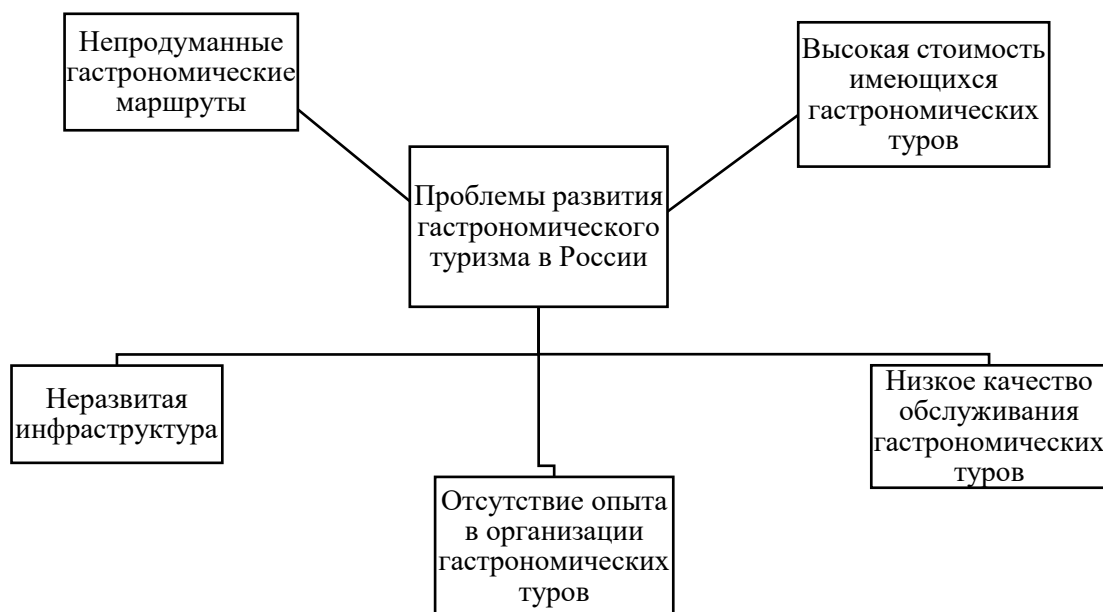 Непродуманные
гастрономические
маршруты
Высокая стоимость
имеющихся
гастрономических
туров
Проблемы развития
гастрономического
туризма в России
Неразвитая
инфраструктура
Отсутствие опыта
в организации
гастрономических
туров
Низкое качество
обслуживания
гастрономических
туров